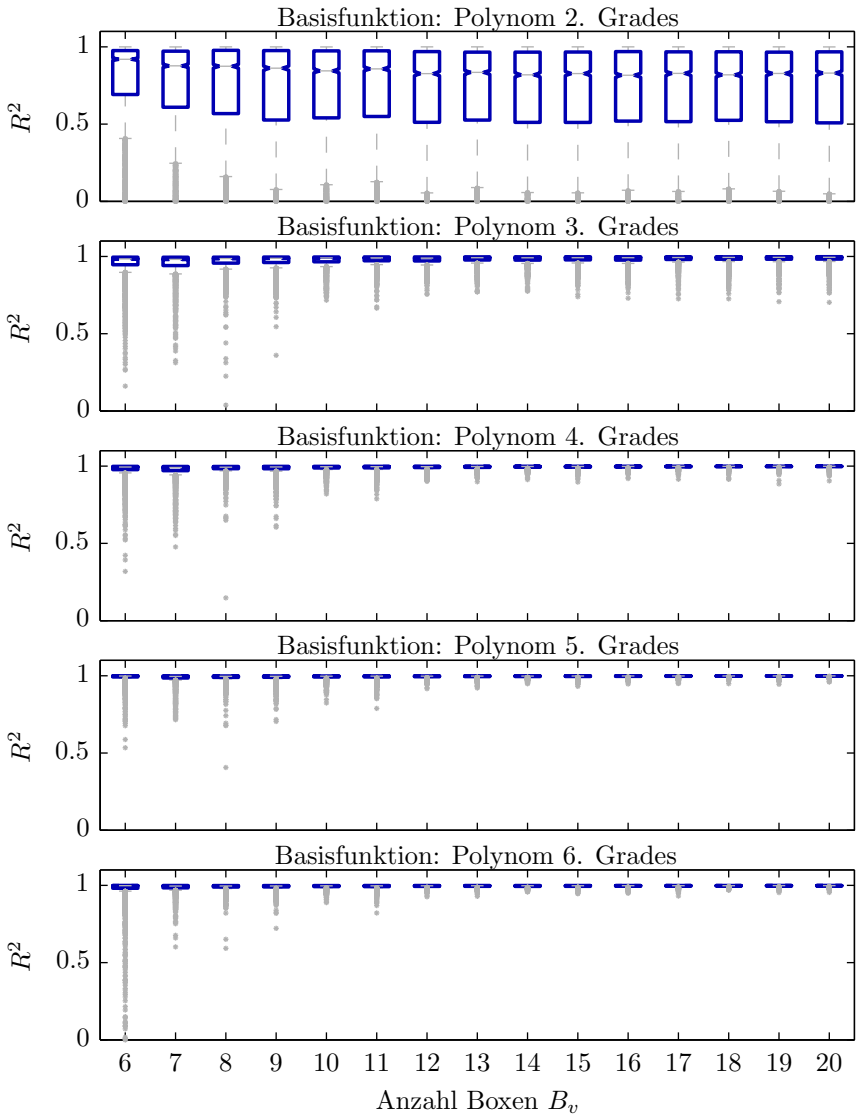 Basisfunktion: Polynom 2. Grades
1
0.5
0
R²
Basisfunktion: Polynom 3. Grades
1
0.5
0
R²
Basisfunktion: Polynom 4. Grades
1
0.5
0
R²
Basisfunktion: Polynom 5. Grades
1
0.5
0
R²
Basisfunktion: Polynom 6. Grades
1
0.5
0
R²
6 7 8 9 10 11 12 13 14 15 16 17 18 19 20
Anzahl Boxen Bᵥ